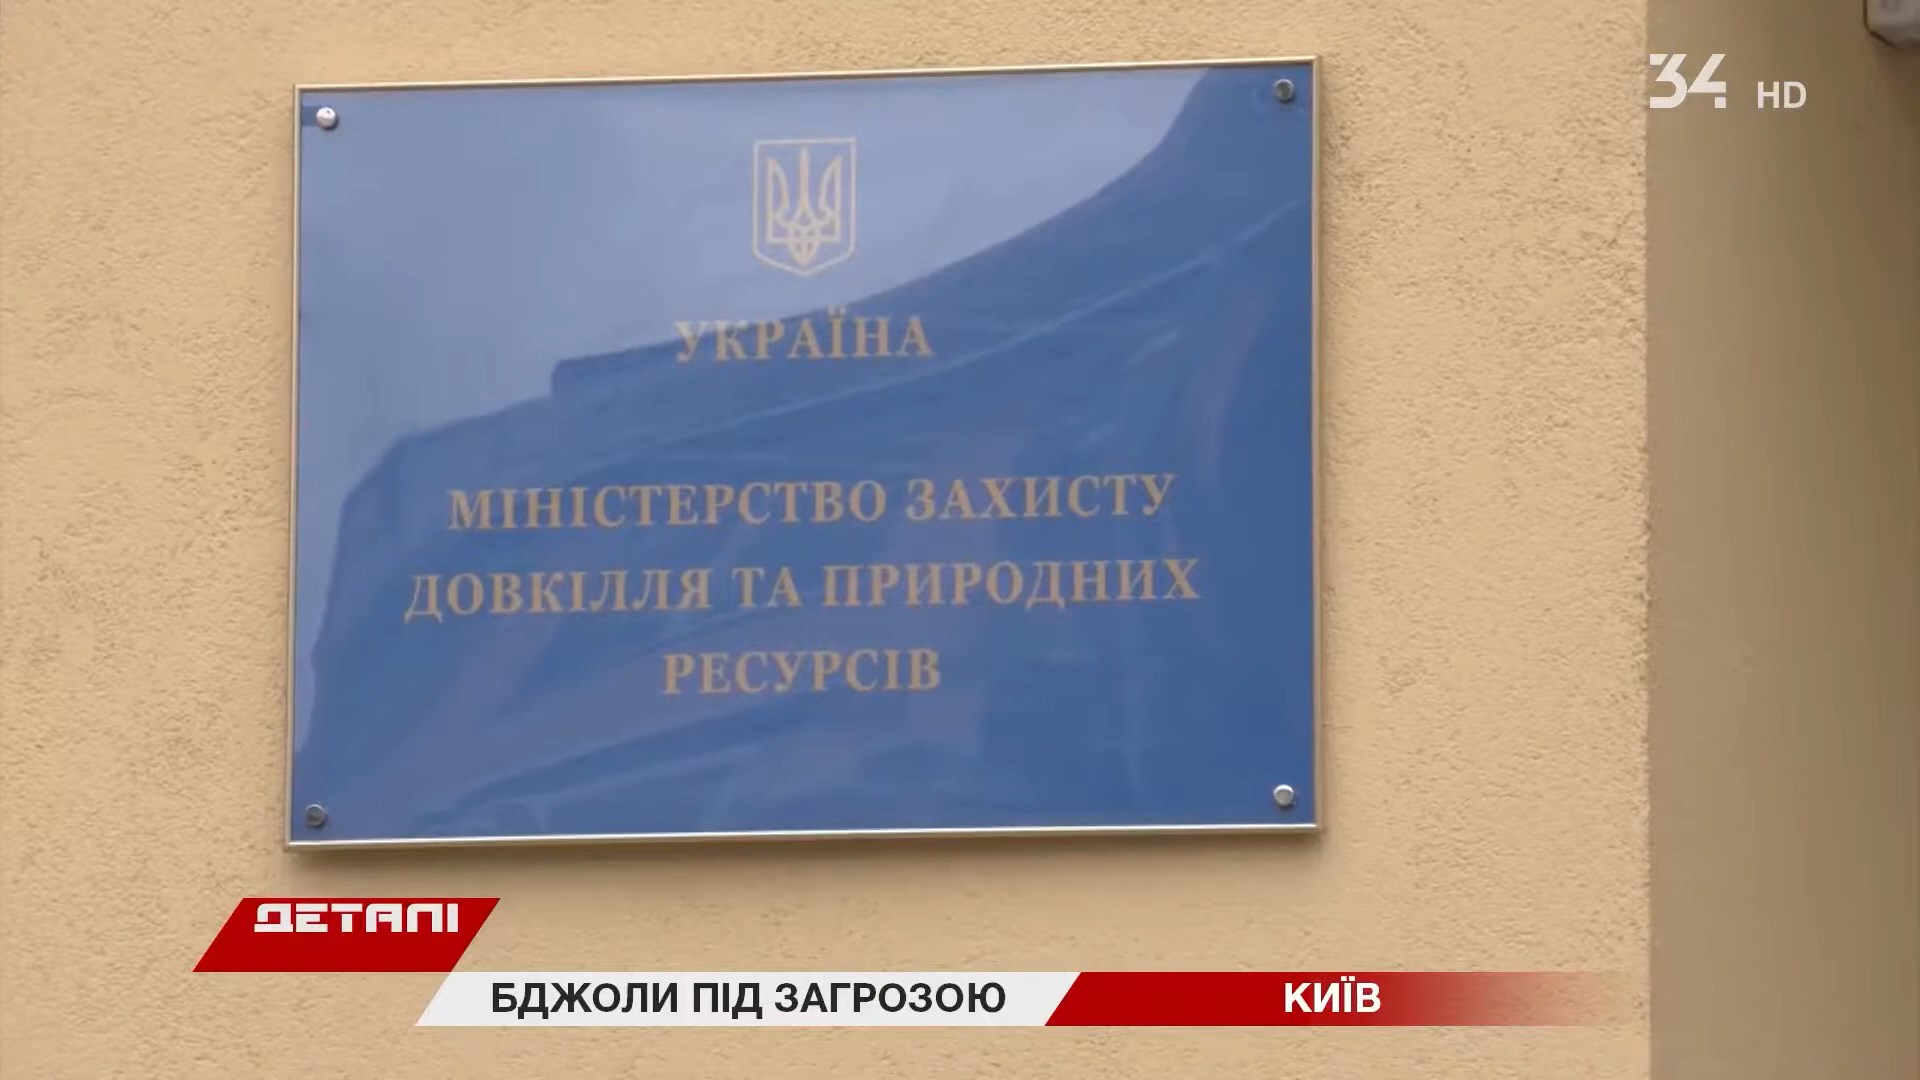 34 HD
УКРАЇНА
МІНІСТЕРСТВО ЗАХИСТУ
ДОВКІЛЛЯ ТА ПРИРОДНИХ
РЕСУРСІВ
ДЕТАЛІ
БДЖОЛИ ПІД ЗАГРОЗОЮ
КИЇВ